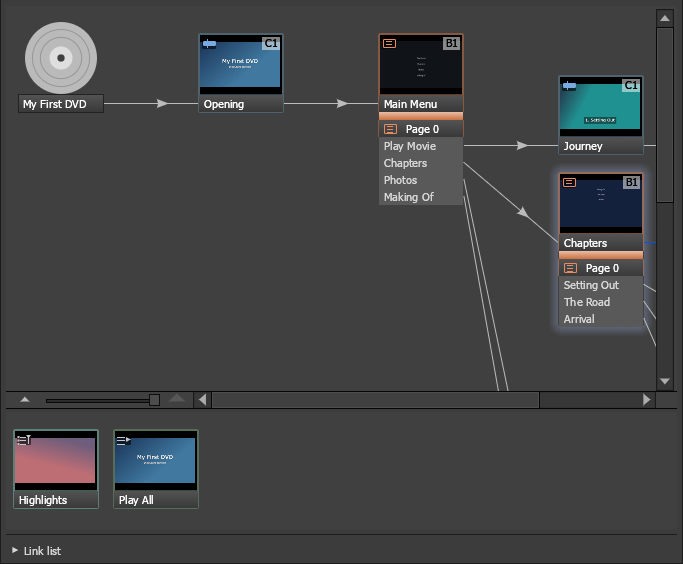 C1
My First DVD
My First DVD
Opening
B1
Main Menu
Page 0
Play Movie
Chapters
Photos
Making Of
C1
1. Setting Out
Journey
B1
Chapters
Page 0
Setting Out
The Road
Arrival
Highlights
My First DVD
Play All
Link list